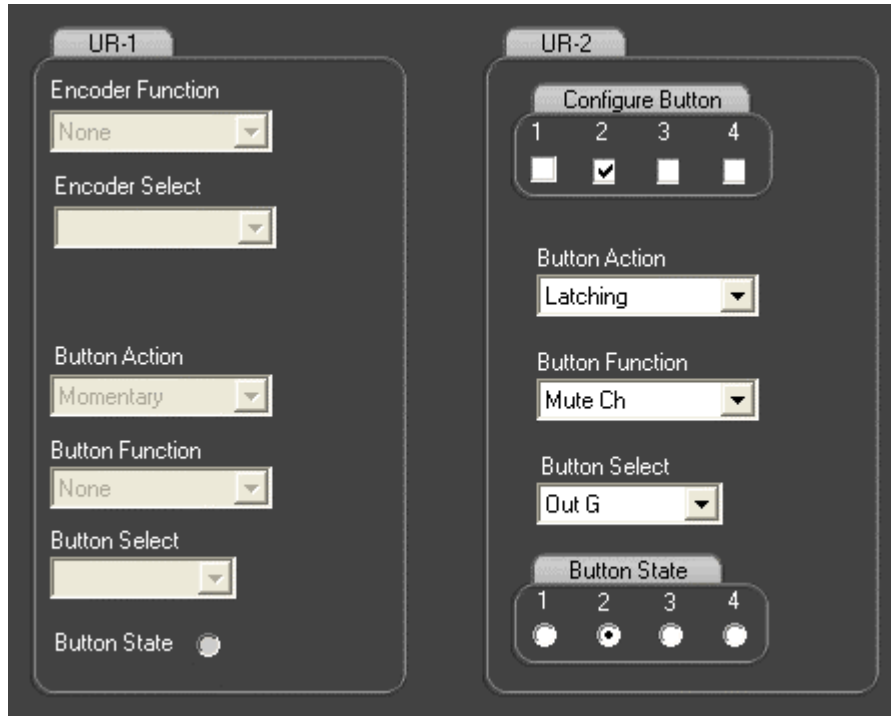 UR-1
Encoder Function
None
Encoder Select
Button Action
Momentary
Button Function
None
Button Select
Button State
UR-2
Configure Button
1 2 3 4
Button Action
Latching
Button Function
Mute Ch
Button Select
Out G
Button State
1 2 3 4